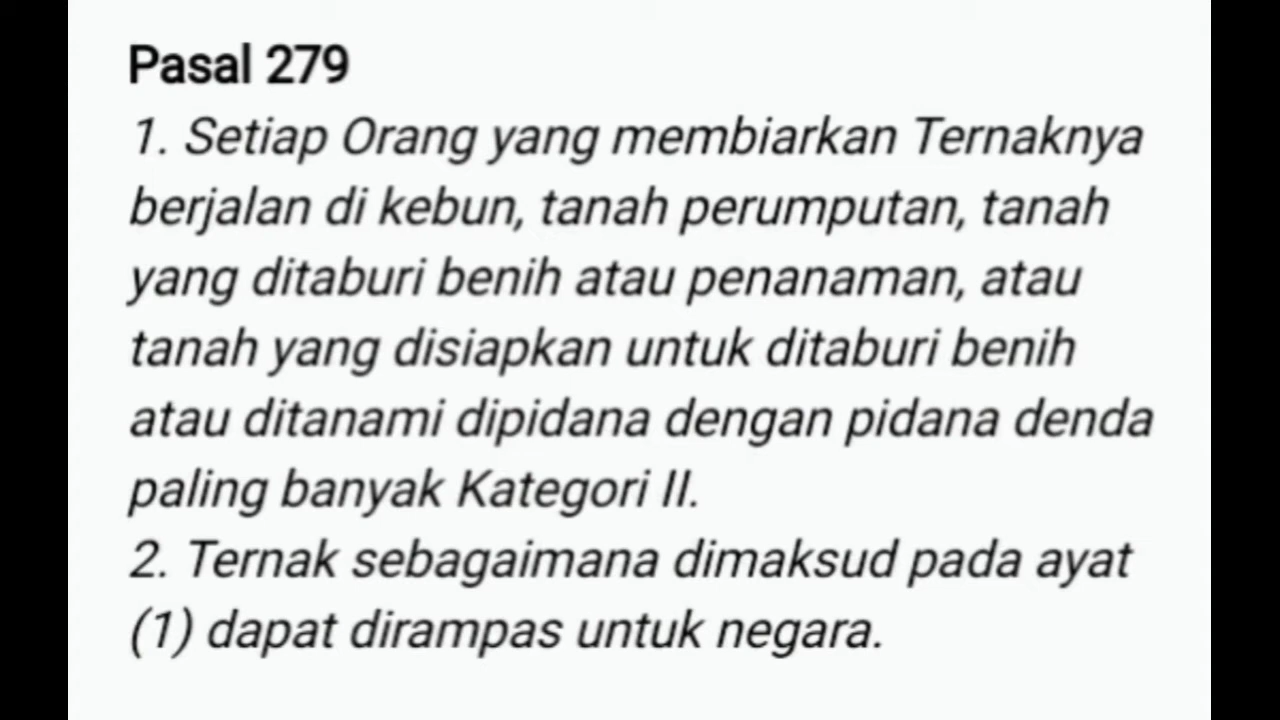 Pasal 279
1. Setiap Orang yang membiarkan Ternaknya
berjalan di kebun, tanah perumputan, tanah
yang ditaburi benih atau penanaman, atau
tanah yang disiapkan untuk ditaburi benih
atau ditanami dipidana dengan pidana denda
paling banyak Kategori II.
2. Ternak sebagaimana dimaksud pada ayat
(1) dapat dirampas untuk negara.